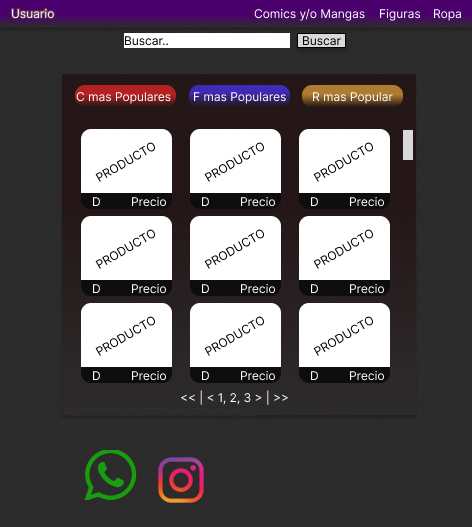 Usuario Comics y/o Mangas Figuras Ropa
Buscar.. Buscar
C mas Populares F mas Populares R mas Popular
PRODUCTO PRODUCTO PRODUCTO
D Precio D Precio D Precio
PRODUCTO PRODUCTO PRODUCTO
D Precio D Precio D Precio
PRODUCTO PRODUCTO PRODUCTO
D Precio D Precio D Precio
<< | < 1, 2, 3 > | >>